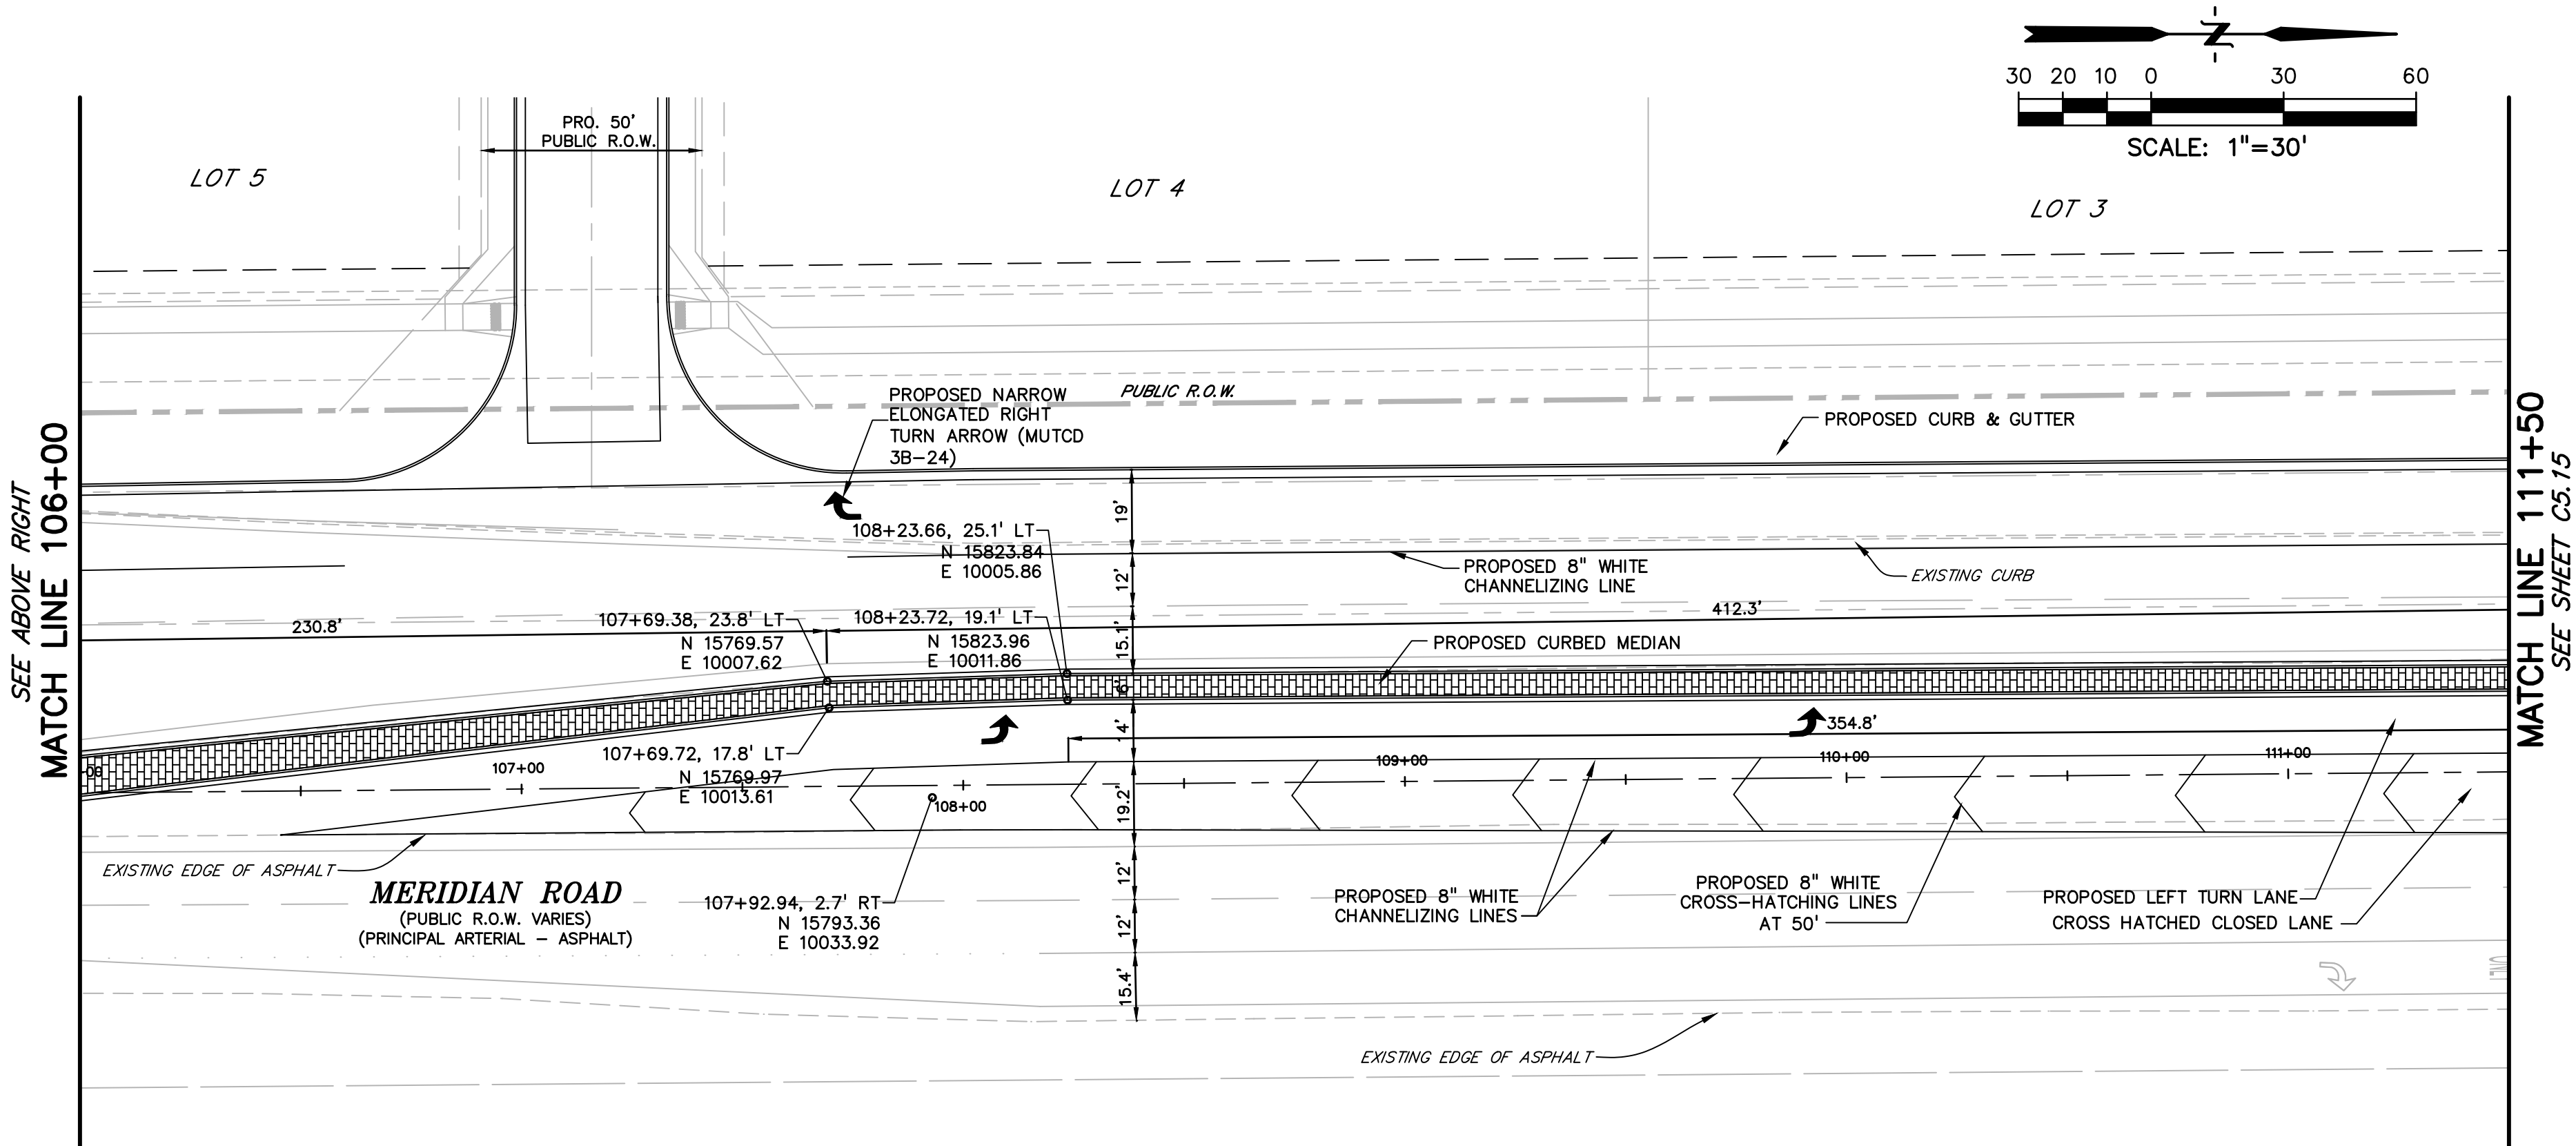 N
30 20 10 0 30 60
SCALE: 1"=30'
PRO. 50'
PUBLIC R.O.W.
LOT 5
LOT 4
LOT 3
SEE ABOVE RIGHT
MATCH LINE 106+00
MATCH LINE 111+50
SEE SHEET C5.15
PROPOSED NARROW
ELONGATED RIGHT
TURN ARROW (MUTCD
3B-24)
PUBLIC R.O.W.
PROPOSED CURB & GUTTER
19'
12'
15.1'
6'
14'
19.2'
12'
12'
15.4'
108+23.66, 25.1' LT
N 15823.84
E 10005.86
PROPOSED 8" WHITE
CHANNELIZING LINE
EXISTING CURB
230.8'
412.3'
107+69.38, 23.8' LT
N 15769.57
E 10007.62
108+23.72, 19.1' LT
N 15823.96
E 10011.86
PROPOSED CURBED MEDIAN
354.8'
107+69.72, 17.8' LT
N 15769.97
E 10013.61
00
107+00
108+00
109+00
110+00
111+00
EXISTING EDGE OF ASPHALT
MERIDIAN ROAD
(PUBLIC R.O.W. VARIES)
(PRINCIPAL ARTERIAL - ASPHALT)
107+92.94, 2.7' RT
N 15793.36
E 10033.92
PROPOSED 8" WHITE
CHANNELIZING LINES
PROPOSED 8" WHITE
CROSS-HATCHING LINES
AT 50'
PROPOSED LEFT TURN LANE
CROSS HATCHED CLOSED LANE
EXISTING EDGE OF ASPHALT